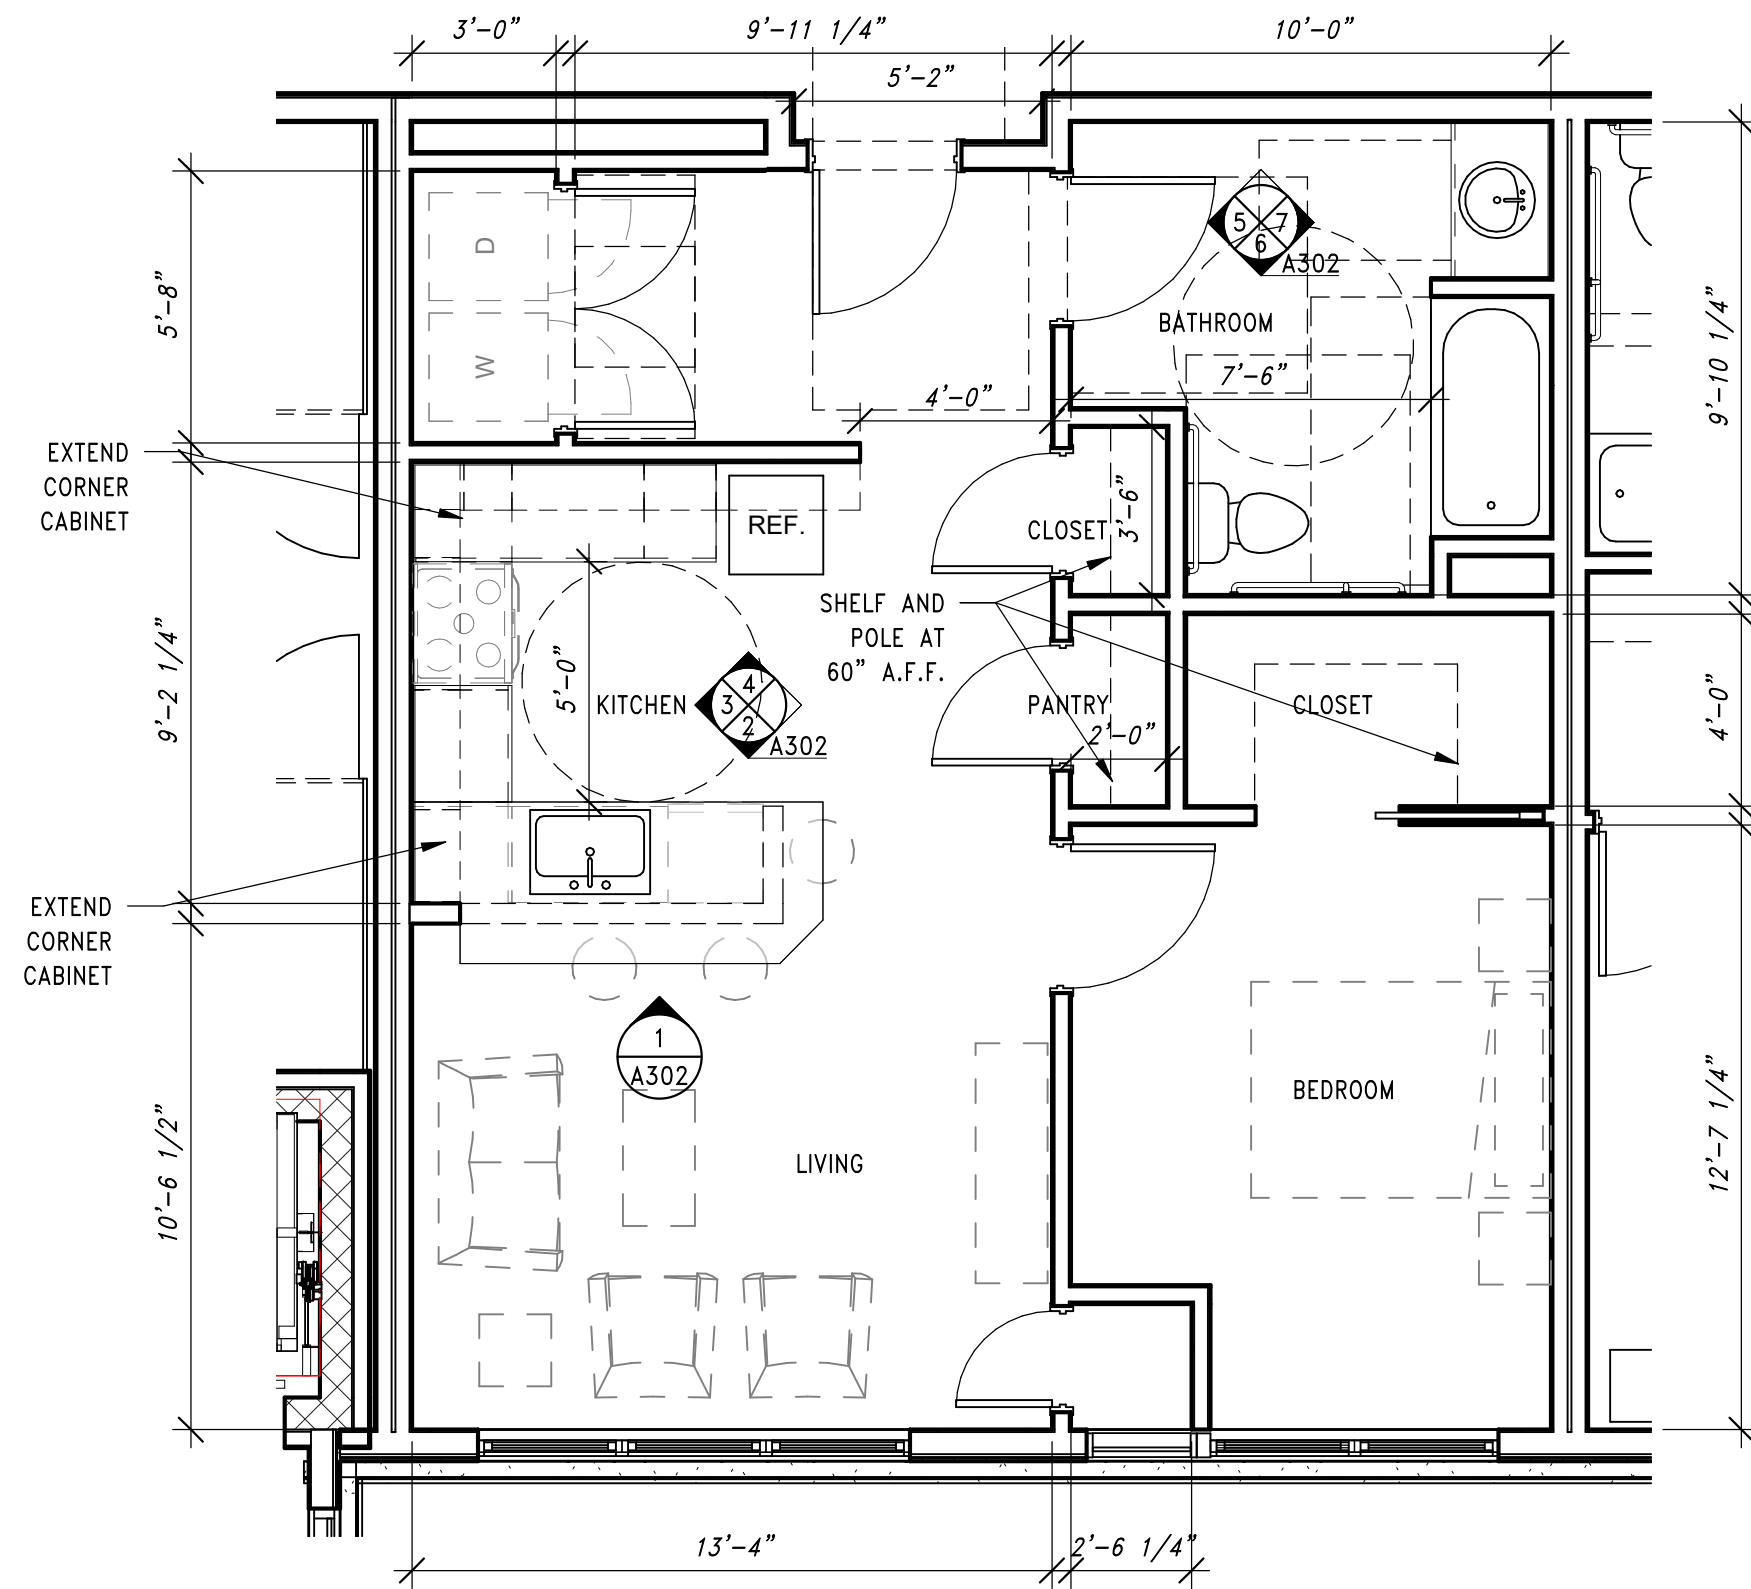 3'-0"
9'-11 1/4"
10'-0"
5'-2"
D
5
7
6
A302
5'-8"
BATHROOM
9'-10 1/4"
W
7'-6"
4'-0"
EXTEND
CORNER
CABINET
3'-6"
REF.
CLOSET
SHELF AND
POLE AT
60" A.F.F.
9'-2 1/4"
5'-0"
KITCHEN
4
3
2
A302
PANTRY
2'-0"
CLOSET
4'-0"
EXTEND
CORNER
CABINET
1
A302
BEDROOM
12'-7 1/4"
LIVING
10'-6 1/2"
13'-4"
2'-6 1/4"